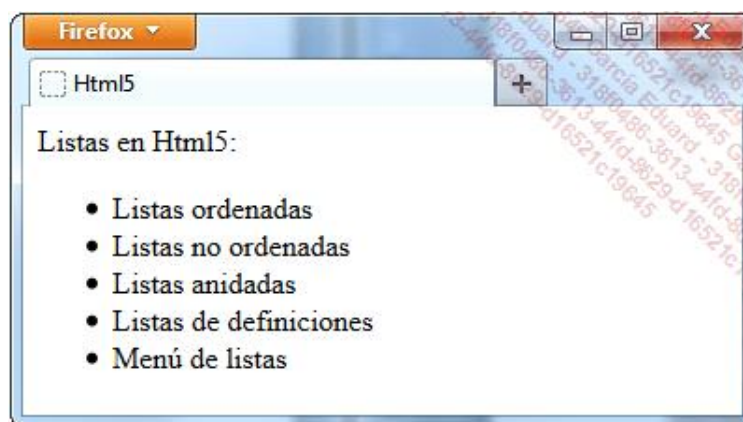 Firefox
Html5
Listas en Html5:
Listas ordenadas
Listas no ordenadas
Listas anidadas
Listas de definiciones
Menú de listas